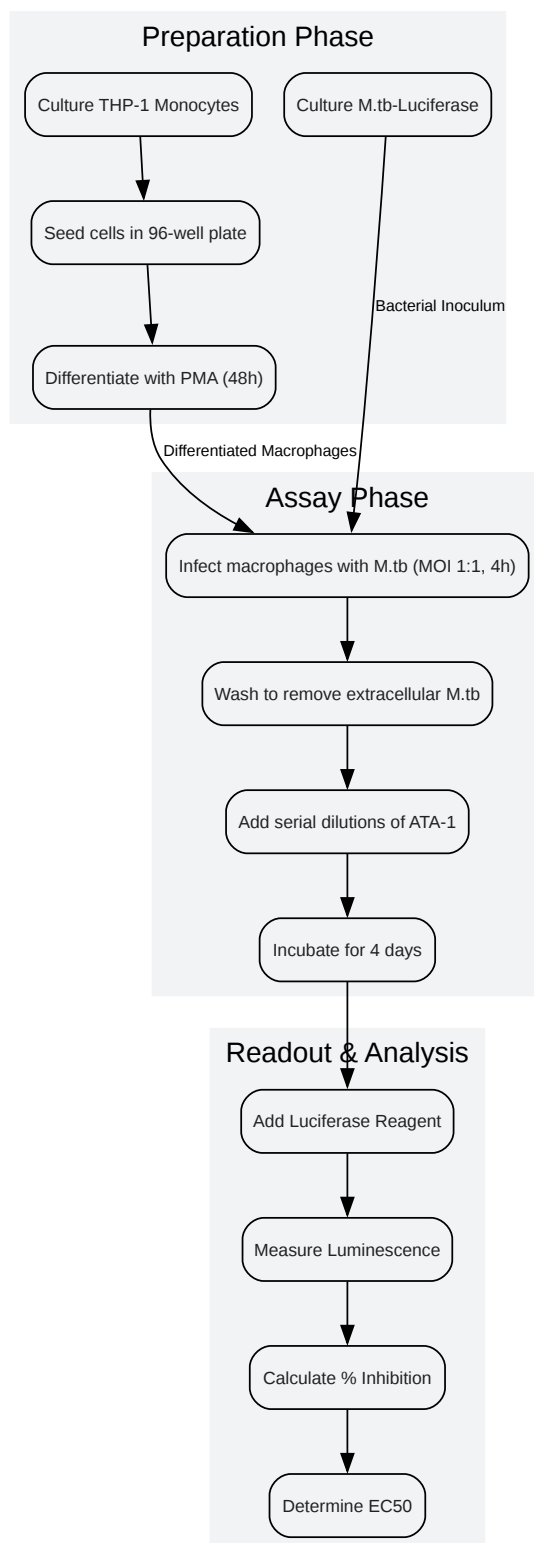 Preparation Phase
Culture THP-1 Monocytes
Culture M.tb-Luciferase
Seed cells in 96-well plate
Bacterial Inoculum
Differentiate with PMA (48h)
Differentiated Macrophages
Assay Phase
Infect macrophages with M.tb (MOI 1:1, 4h)
Wash to remove extracellular M.tb
Add serial dilutions of ATA-1
Incubate for 4 days
Readout & Analysis
Add Luciferase Reagent
Measure Luminescence
Calculate % Inhibition
Determine EC50